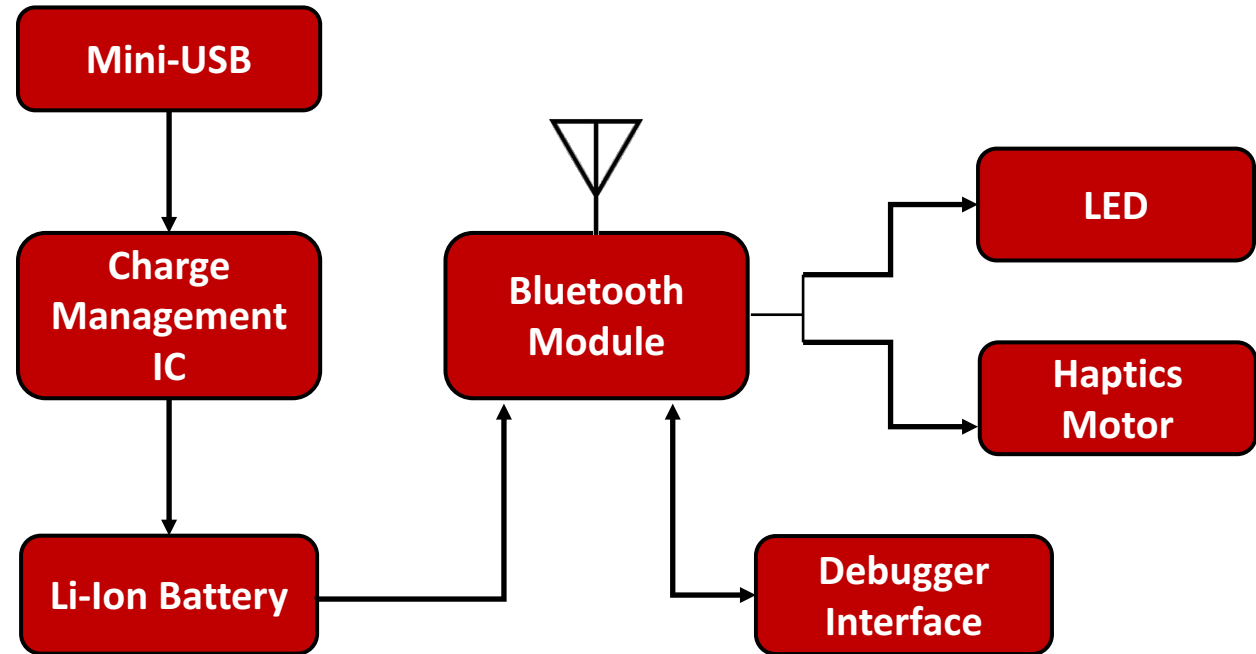 Mini-USB
Charge
Management
IC
Li-Ion Battery
Bluetooth
Module
LED
Haptics
Motor
Debugger
Interface